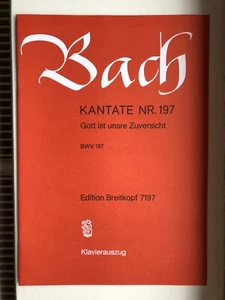 Bach
KANTATE NR. 197
Gott ist unsre Zuversicht
BWV 197
Edition Breitkopf 7197
Klavierauszug